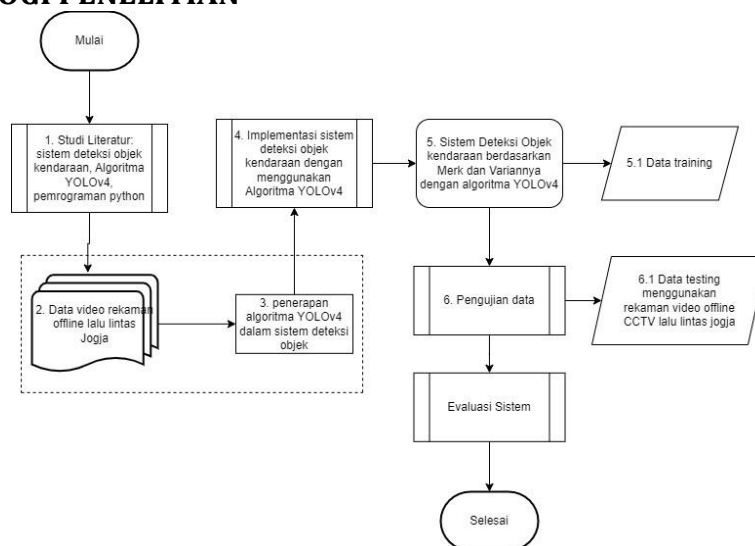 Mulai
1. Studi Literatur:
sistem deteksi objek
kendaraan, Algoritma
YOLOv4,
pemrograman python
2. Data video rekaman
offline lalu lintas
Jogja
3. penerapan
algoritma YOLOv4
dalam sistem deteksi
objek
4. Implementasi sistem
deteksi objek
kendaraan dengan
menggunakan
Algoritma YOLOv4
5. Sistem Deteksi Objek
kendaraan berdasarkan
Merk dan Variannya
dengan algoritma YOLOv4
5.1 Data training
6. Pengujian data
6.1 Data testing
menggunakan
rekaman video offline
CCTV lalu lintas jogja
Evaluasi Sistem
Selesai